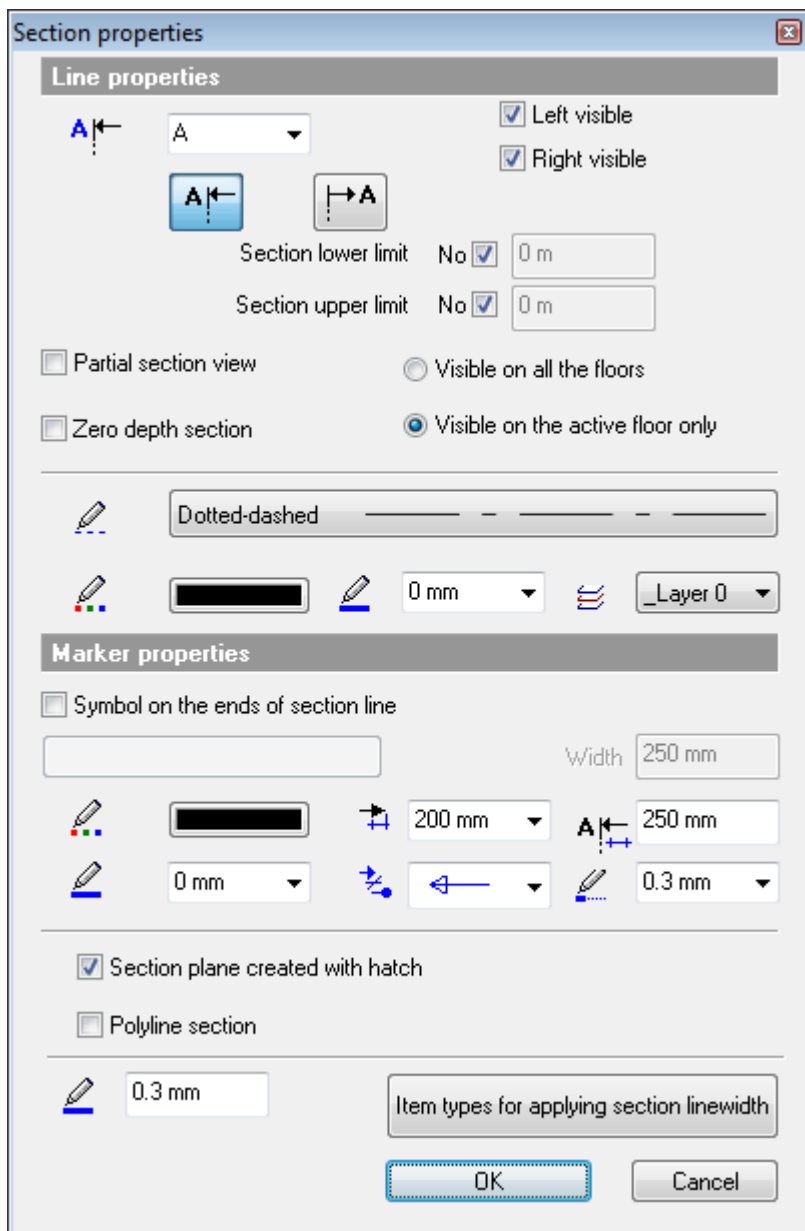 Section properties
Line properties
A
A
Left visible
Right visible
A
A
Section lower limit No 0 m
Section upper limit No 0 m
Partial section view
Visible on all the floors
Zero depth section
Visible on the active floor only
Dotted-dashed
0 mm
_Layer 0
Marker properties
Symbol on the ends of section line
Width 250 mm
200 mm
A
250 mm
0 mm
0.3 mm
Section plane created with hatch
Polyline section
0.3 mm
Item types for applying section linewidth
OK
Cancel